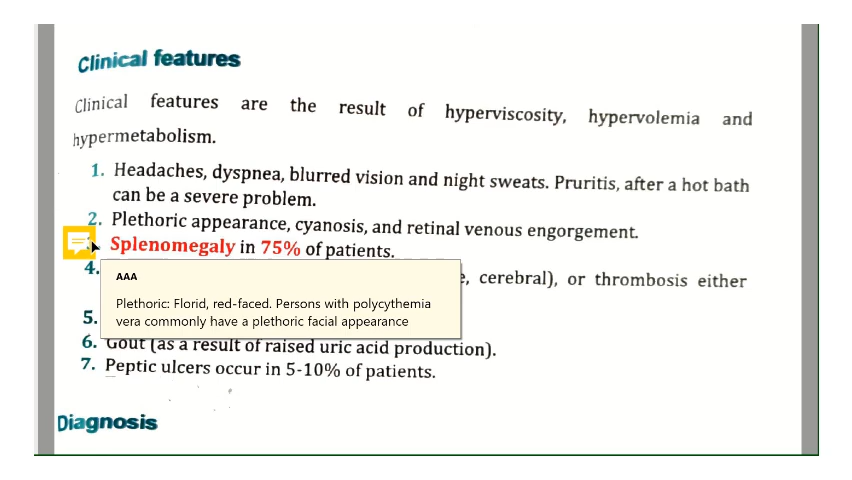 Clinical features
Clinical features are the result of hyperviscosity, hypervolemia and
hypermetabolism.
1. Headaches, dyspnea, blurred vision and night sweats. Pruritis, after a hot bath
can be a severe problem.
2. Plethoric appearance, cyanosis, and retinal venous engorgement.
Splenomegaly in 75% of patients.
4.
, cerebral), or thrombosis either
AAA
Plethoric: Florid, red-faced. Persons with polycythemia
vera commonly have a plethoric facial appearance
5.
6. Gout (as a result of raised uric acid production).
7. Peptic ulcers occur in 5-10% of patients.
Diagnosis